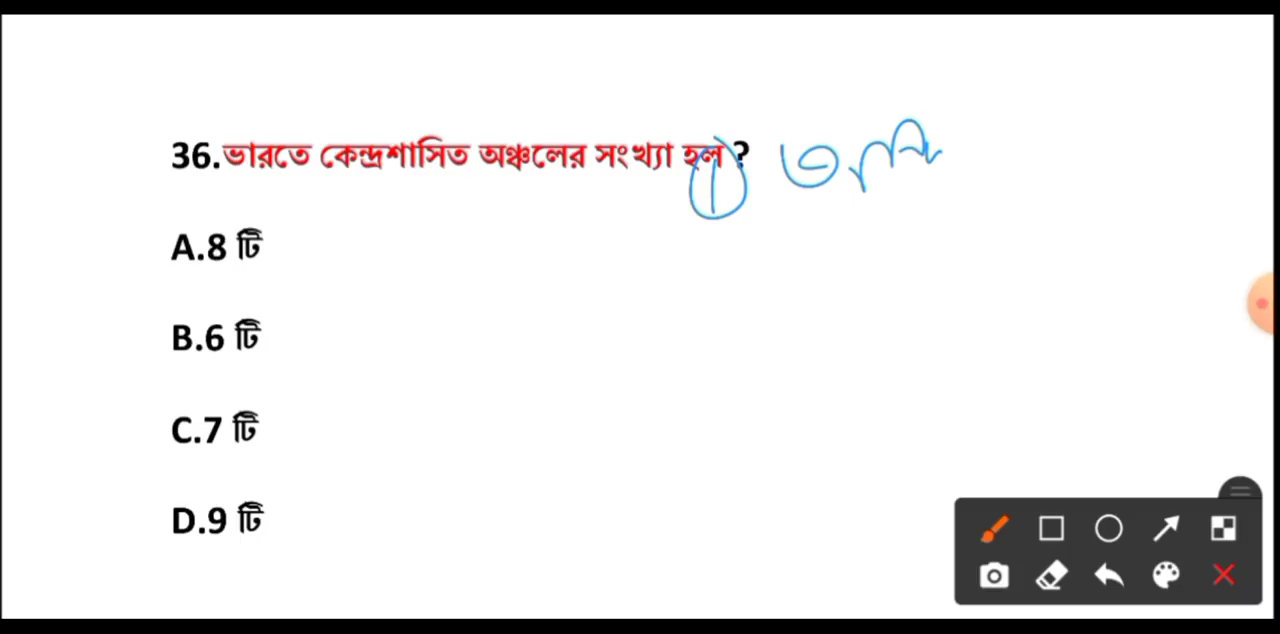 36.ভারতে কেন্দ্রশাসিত অঞ্চলের সংখ্যা হল ?
A.8 টি
B.6 টি
C.7 টি
D.9 টি